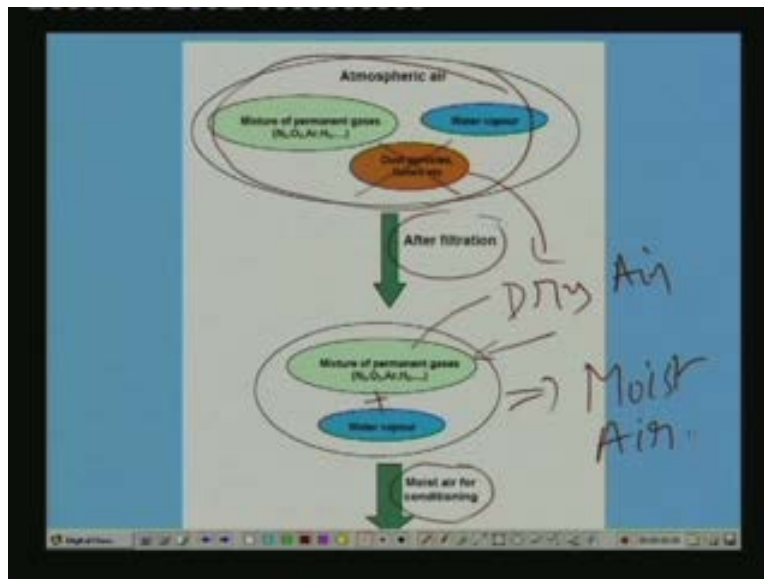 Atmospheric air
Mixture of permanent gases
(N₂,O₂,Ar,H₂,...)
Water vapour
After filtration
Dry Air
Mixture of permanent gases
(N₂,O₂,Ar,H₂,...)
+
Water vapour
⇒ Moist
Air
Moist air for
conditioning